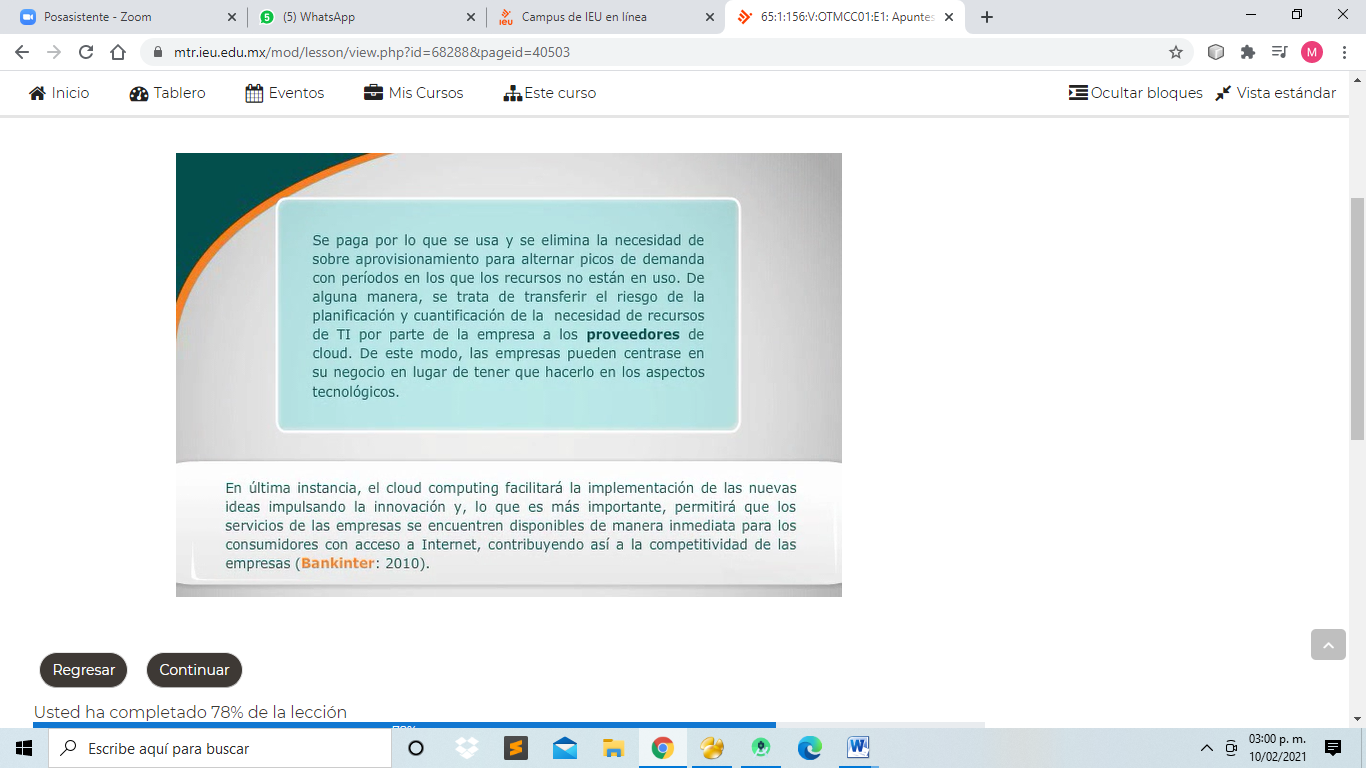 Posasistente - Zoom
(5) WhatsApp
Campus de IEU en línea
65:1:156:V:OTMCC01:E1: Apuntes
mtr.ieu.edu.mx/mod/lesson/view.php?id=68288&pageid=40503
M
Inicio
Tablero
Eventos
Mis Cursos
Este curso
Ocultar bloques
Vista estándar
Se paga por lo que se usa y se elimina la necesidad de
sobre aprovisionamiento para alternar picos de demanda
con períodos en los que los recursos no están en uso. De
alguna manera, se trata de transferir el riesgo de la
planificación y cuantificación de la necesidad de recursos
de TI por parte de la empresa a los proveedores de
cloud. De este modo, las empresas pueden centrase en
su negocio en lugar de tener que hacerlo en los aspectos
tecnológicos.
En última instancia, el cloud computing facilitará la implementación de las nuevas
ideas impulsando la innovación y, lo que es más importante, permitirá que los
servicios de las empresas se encuentren disponibles de manera inmediata para los
consumidores con acceso a Internet, contribuyendo así a la competitividad de las
empresas (Bankinter: 2010).
Regresar
Continuar
Usted ha completado 78% de la lección
Escribe aquí para buscar
03:00 p. m.
10/02/2021